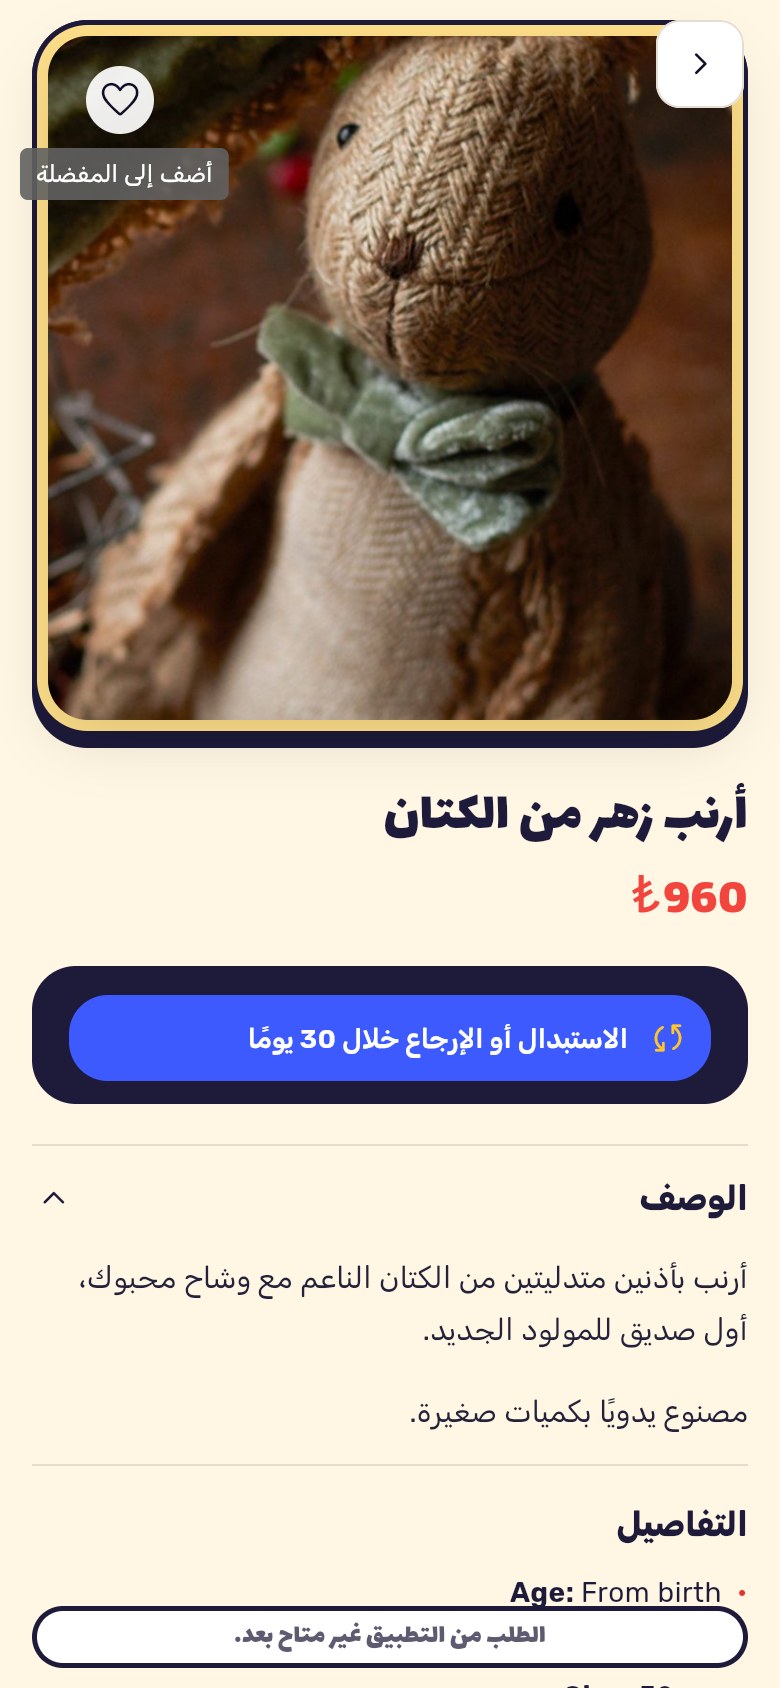 أضف إلى المفضلة
أرنب زهر من الكتان
960₺
الاستبدال أو الإرجاع خلال 30 يومًا
الوصف
أرنب بأذنين متدليتين من الكتان الناعم مع وشاح محبوك،
أول صديق للمولود الجديد.
مصنوع يدويًا بكميات صغيرة.
التفاصيل
• Age: From birth
الطلب من التطبيق غير متاح بعد.